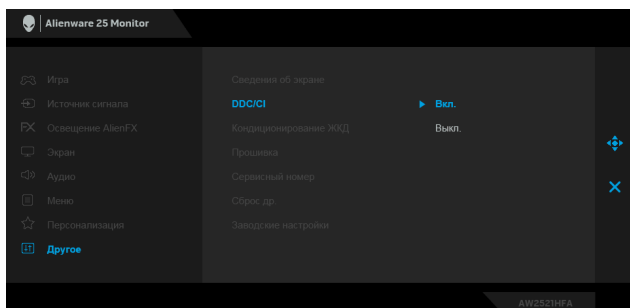 Alienware 25 Monitor
Игра
Источник сигнала
FX Освещение AlienFX
Экран
Аудио
Меню
Персонализация
Другое
Сведения об экране
DDC/CI
Вкл.
Выкл.
Кондиционирование ЖКД
Прошивка
Сервисный номер
Сброс др.
Заводские настройки
AW2521HFA